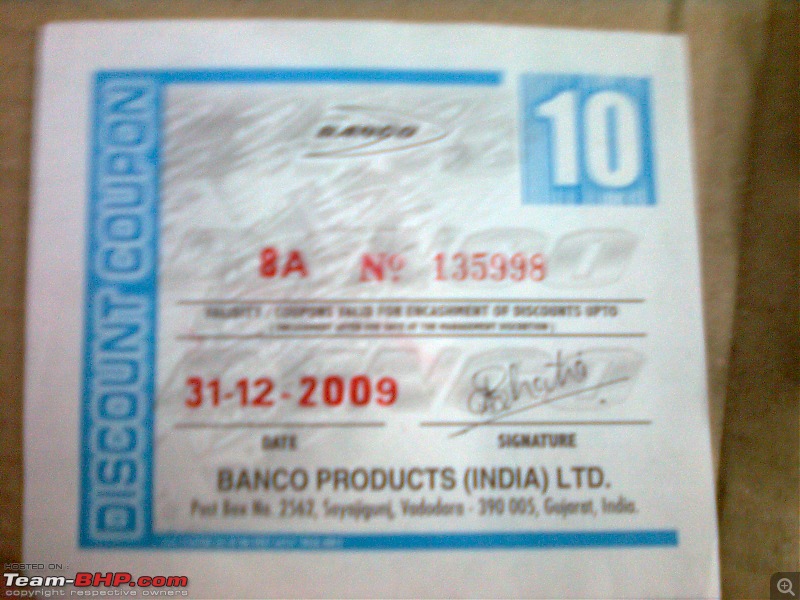 DISCOUNT COUPON
BANCO
10
8A Nº 135998
VALIDITY / COUPONS VALID FOR ENCASHMENT OF DISCOUNTS UPTO
31-12-2009
DATE SIGNATURE
BANCO PRODUCTS (INDIA) LTD.
Post Box No. 2562, Sayajigunj, Vadodara - 390 005, Gujarat, India.
HOSTED ON :
Team-BHP.com
copyright respective owners